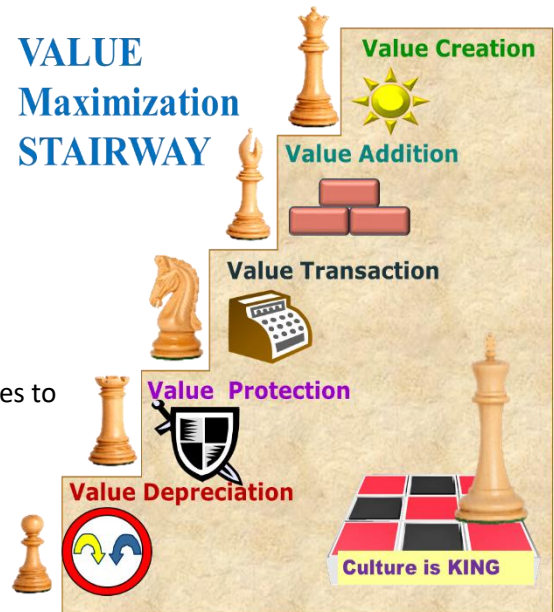 VALUE
Maximization
STAIRWAY
Value Creation
Value Addition
Value Transaction
es to
Value Protection
Value Depreciation
Culture is KING